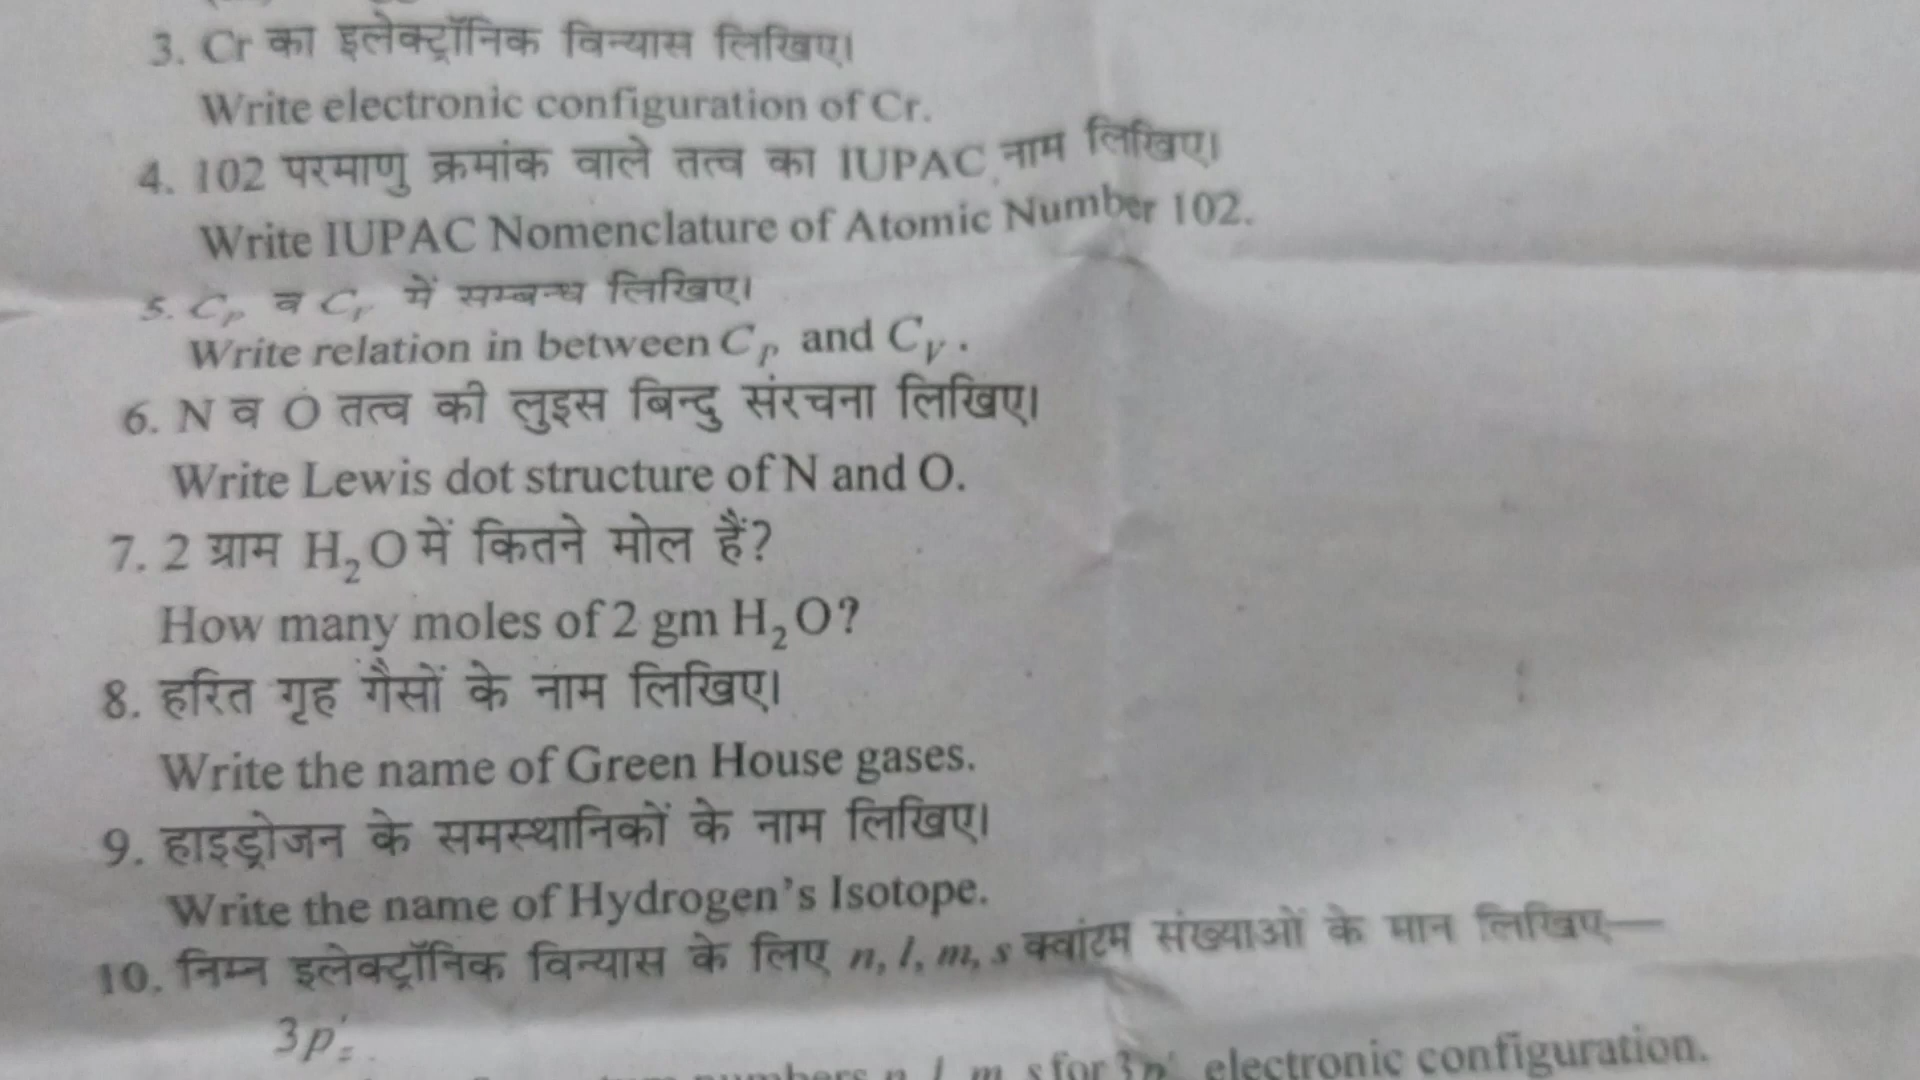 3. Cr का इलेक्ट्रॉनिक विन्यास लिखिए।
Write electronic configuration of Cr.
4. 102 परमाणु क्रमांक वाले तत्व का IUPAC नाम लिखिए।
Write IUPAC Nomenclature of Atomic Number 102.
5. Cₚ व Cᵥ में सम्बन्ध लिखिए।
Write relation in between Cₚ and Cᵥ.
6. N व O तत्व की लुइस बिन्दु संरचना लिखिए।
Write Lewis dot structure of N and O.
7. 2 ग्राम H₂O में कितने मोल हैं?
How many moles of 2 gm H₂O?
8. हरित गृह गैसों के नाम लिखिए।
Write the name of Green House gases.
9. हाइड्रोजन के समस्थानिकों के नाम लिखिए।
Write the name of Hydrogen's Isotope.
10. निम्न इलेक्ट्रॉनिक विन्यास के लिए n, l, m, s क्वांटम संख्याओं के मान लिखिए—
3p
numbers n, l, m, s for 3p electronic configuration.